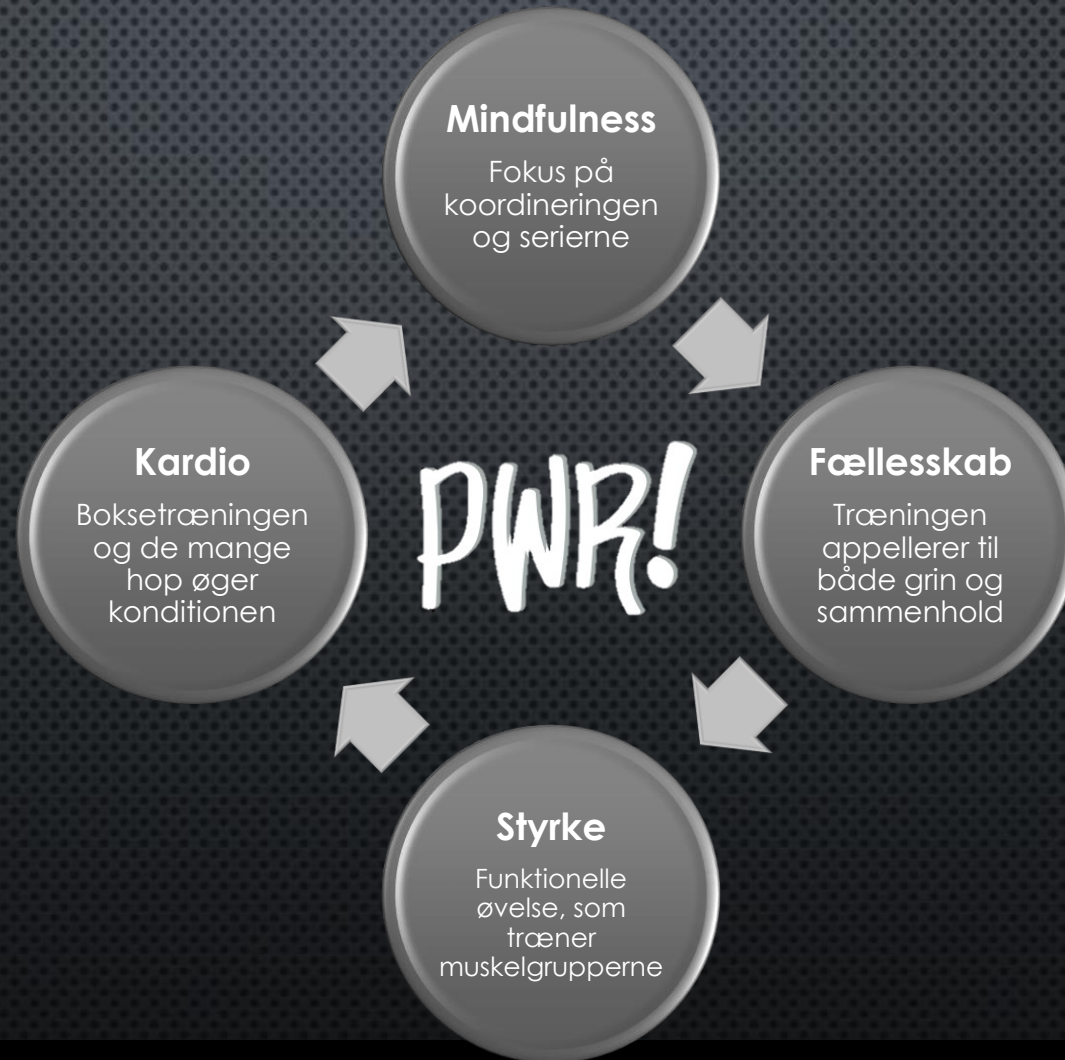 Mindfulness
Fokus på
koordineringen
og serierne
Fællesskab
Træningen
appellerer til
både grin og
sammenhold
Styrke
Funktionelle
øvelse, som
træner
muskelgrupperne
Kardio
Boksetræningen
og de mange
hop øger
konditionen
PWR!